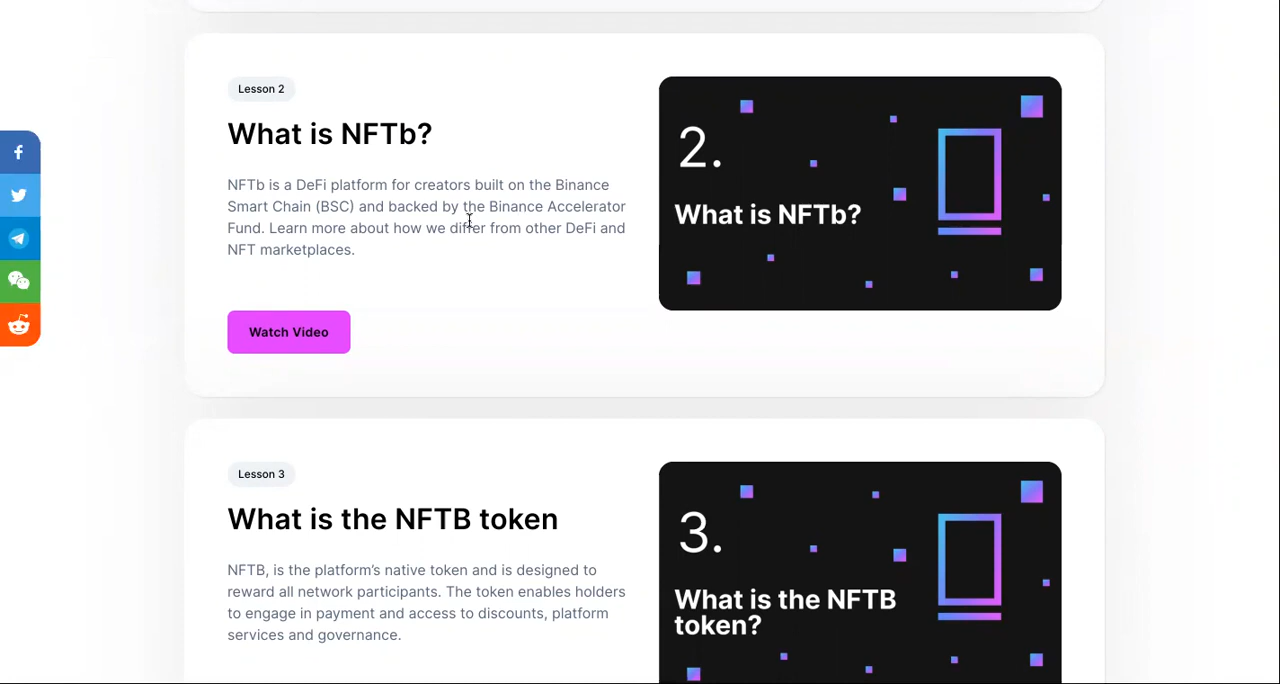 Lesson 2
What is NFTb?
NFTb is a DeFi platform for creators built on the Binance
Smart Chain (BSC) and backed by the Binance Accelerator
Fund. Learn more about how we differ from other DeFi and
NFT marketplaces.
Watch Video
2.
What is NFTb?
Lesson 3
What is the NFTB token
NFTB, is the platform’s native token and is designed to
reward all network participants. The token enables holders
to engage in payment and access to discounts, platform
services and governance.
3.
What is the NFTB
token?